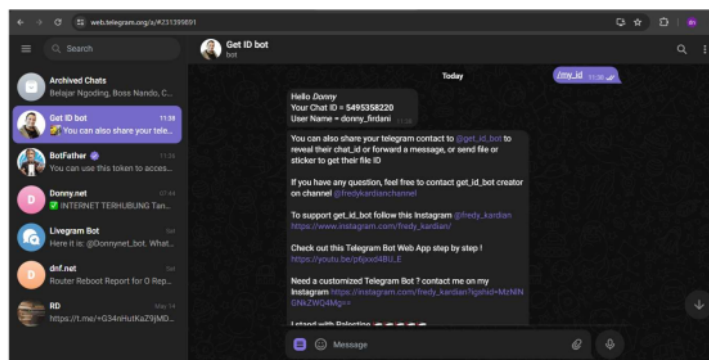 web.telegram.org/a/#231399891
Search
Get ID bot
bot
Archived Chats
Belajar Ngoding, Boss Nando, C...
Get ID bot 11:38
You can also share your tele...
BotFather 11:26
You can use this token to acces...
Donny.net 07:44
✅ INTERNET TERHUBUNG Tan...
Livegram Bot Sat
Here it is: @Donnynet_bot. What...
dnf.net Sat
Router Reboot Report for O Rep...
RD May 14
https://t.me/+G34nHutKaZ9jMD...
Today
/my_id 11:38
Hello Donny
Your Chat ID = 5495358220
User Name = donny_firdani 11:38
You can also share your telegram contact to @get_id_bot to
reveal their chat_id or forward a message, or send file or
sticker to get their file ID
If you have any question, feel free to contact get_id_bot creator
on channel @fredykardianchannel
To support get_id_bot follow this Instagram @fredy_kardian
https://www.instagram.com/fredy_kardian/
Check out this Telegram Bot Web App step by step !
https://youtu.be/p6jxxd4BU_E
Need a customized Telegram Bot ? contact me on my
Instagram https://instagram.com/fredy_kardian?igshid=MzNlN
GNkZWQ4Mg==
I stand with Palestine
Message